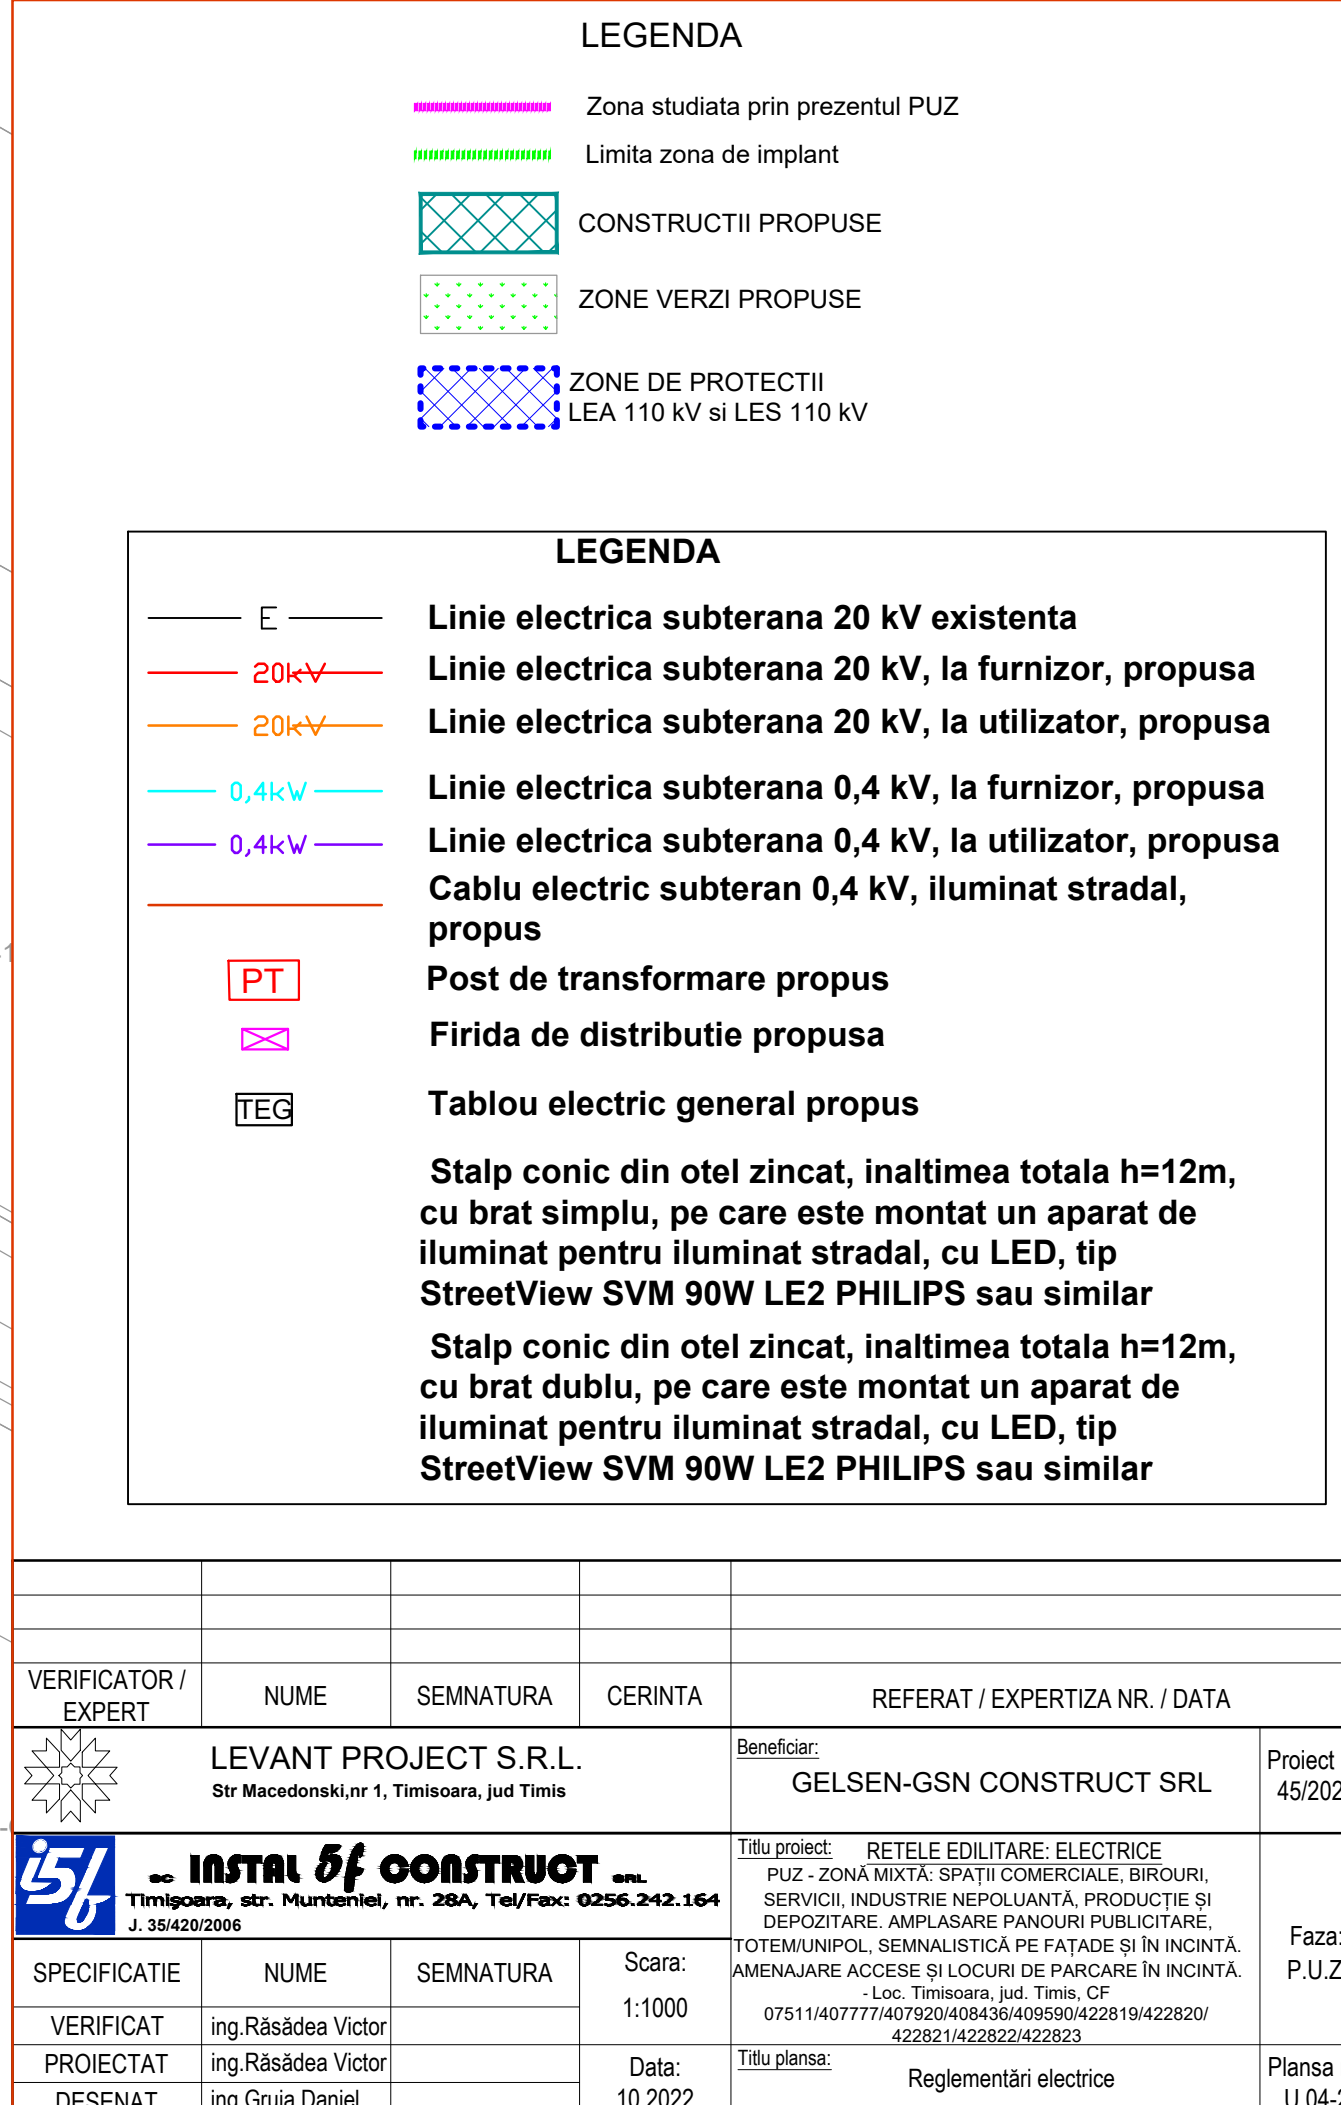 LEGENDA
Zona studiata prin prezentul PUZ
Limita zona de implant
CONSTRUCTII PROPUSE
ZONE VERZI PROPUSE
ZONE DE PROTECTII
LEA 110 kV si LES 110 kV
LEGENDA
E Linie electrica subterana 20 kV existenta
20kV Linie electrica subterana 20 kV, la furnizor, propusa
20kV Linie electrica subterana 20 kV, la utilizator, propusa
0,4kW Linie electrica subterana 0,4 kV, la furnizor, propusa
0,4kW Linie electrica subterana 0,4 kV, la utilizator, propusa
Cablu electric subteran 0,4 kV, iluminat stradal,
propus
PT Post de transformare propus
Firida de distributie propusa
TEG Tablou electric general propus
Stalp conic din otel zincat, inaltimea totala h=12m,
cu brat simplu, pe care este montat un aparat de
iluminat pentru iluminat stradal, cu LED, tip
StreetView SVM 90W LE2 PHILIPS sau similar
Stalp conic din otel zincat, inaltimea totala h=12m,
cu brat dublu, pe care este montat un aparat de
iluminat pentru iluminat stradal, cu LED, tip
StreetView SVM 90W LE2 PHILIPS sau similar
VERIFICATOR /
EXPERT
NUME
SEMNATURA
CERINTA
REFERAT / EXPERTIZA NR. / DATA
LEVANT PROJECT S.R.L.
Str Macedonski,nr 1, Timisoara, jud Timis
Beneficiar:
GELSEN-GSN CONSTRUCT SRL
Proiect
45/202
i5f
SC INSTAL 5f CONSTRUCT SRL
Timişoara, str. Munteniei, nr. 28A, Tel/Fax: 0256.242.164
J. 35/420/2006
Titlu proiect: RETELE EDILITARE: ELECTRICE
PUZ - ZONĂ MIXTĂ: SPAȚII COMERCIALE, BIROURI,
SERVICII, INDUSTRIE NEPOLUANTĂ, PRODUCȚIE ȘI
DEPOZITARE. AMPLASARE PANOURI PUBLICITARE,
TOTEM/UNIPOL, SEMNALISTICĂ PE FAȚADE ȘI ÎN INCINTĂ.
AMENAJARE ACCESE ȘI LOCURI DE PARCARE ÎN INCINTĂ.
- Loc. Timisoara, jud. Timis, CF
07511/407777/407920/408436/409590/422819/422820/
422821/422822/422823
Faza:
P.U.Z
SPECIFICATIE
NUME
SEMNATURA
Scara:
1:1000
VERIFICAT
ing.Răsădea Victor
PROIECTAT
ing.Răsădea Victor
Data:
10.2022
Titlu plansa:
Reglementări electrice
Plansa
U.04-
DESENAT
ing.Gruia Daniel